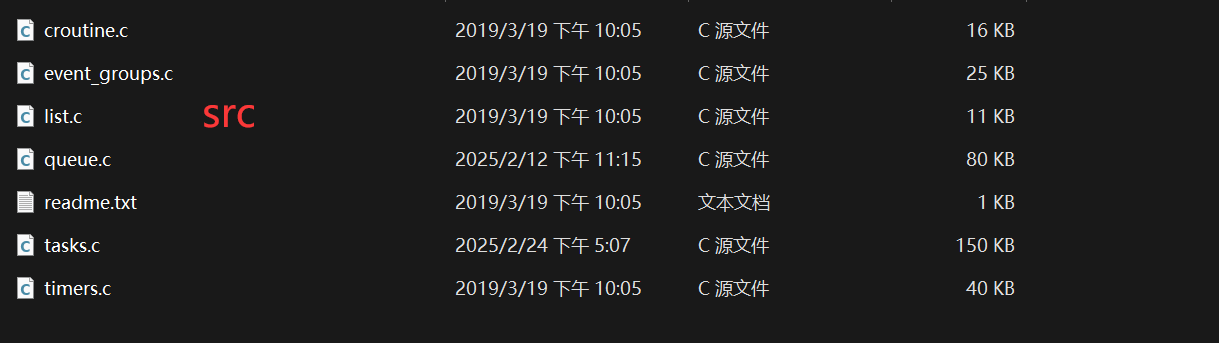 croutine.c 2019/3/19 下午 10:05 C 源文件 16 KB
event_groups.c 2019/3/19 下午 10:05 C 源文件 25 KB
list.c src 2019/3/19 下午 10:05 C 源文件 11 KB
queue.c 2025/2/12 下午 11:15 C 源文件 80 KB
readme.txt 2019/3/19 下午 10:05 文本文档 1 KB
tasks.c 2025/2/24 下午 5:07 C 源文件 150 KB
timers.c 2019/3/19 下午 10:05 C 源文件 40 KB